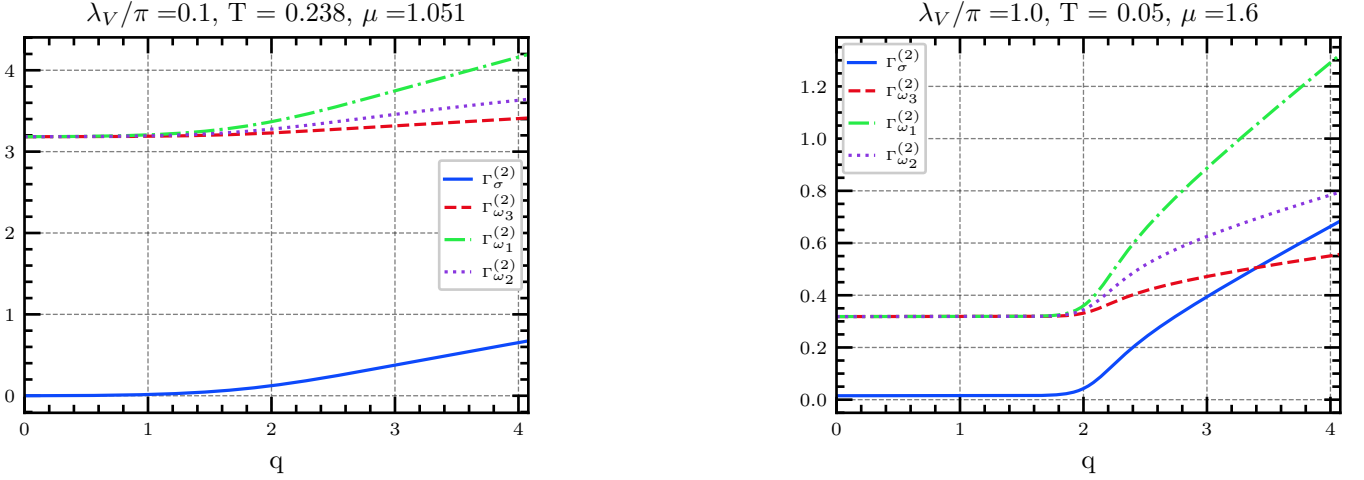 λ_V/π =0.1, T = 0.238, μ =1.051
4
3
2
1
0
Γ_σ^(2)
Γ_ω₃^(2)
Γ_ω₁^(2)
Γ_ω₂^(2)
0 1 2 3 4
q
λ_V/π =1.0, T = 0.05, μ =1.6
Γ_σ^(2)
Γ_ω₃^(2)
Γ_ω₁^(2)
Γ_ω₂^(2)
1.2
1.0
0.8
0.6
0.4
0.2
0.0
0 1 2 3 4
q